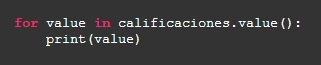 for value in calificaciones.value():
    print(value)